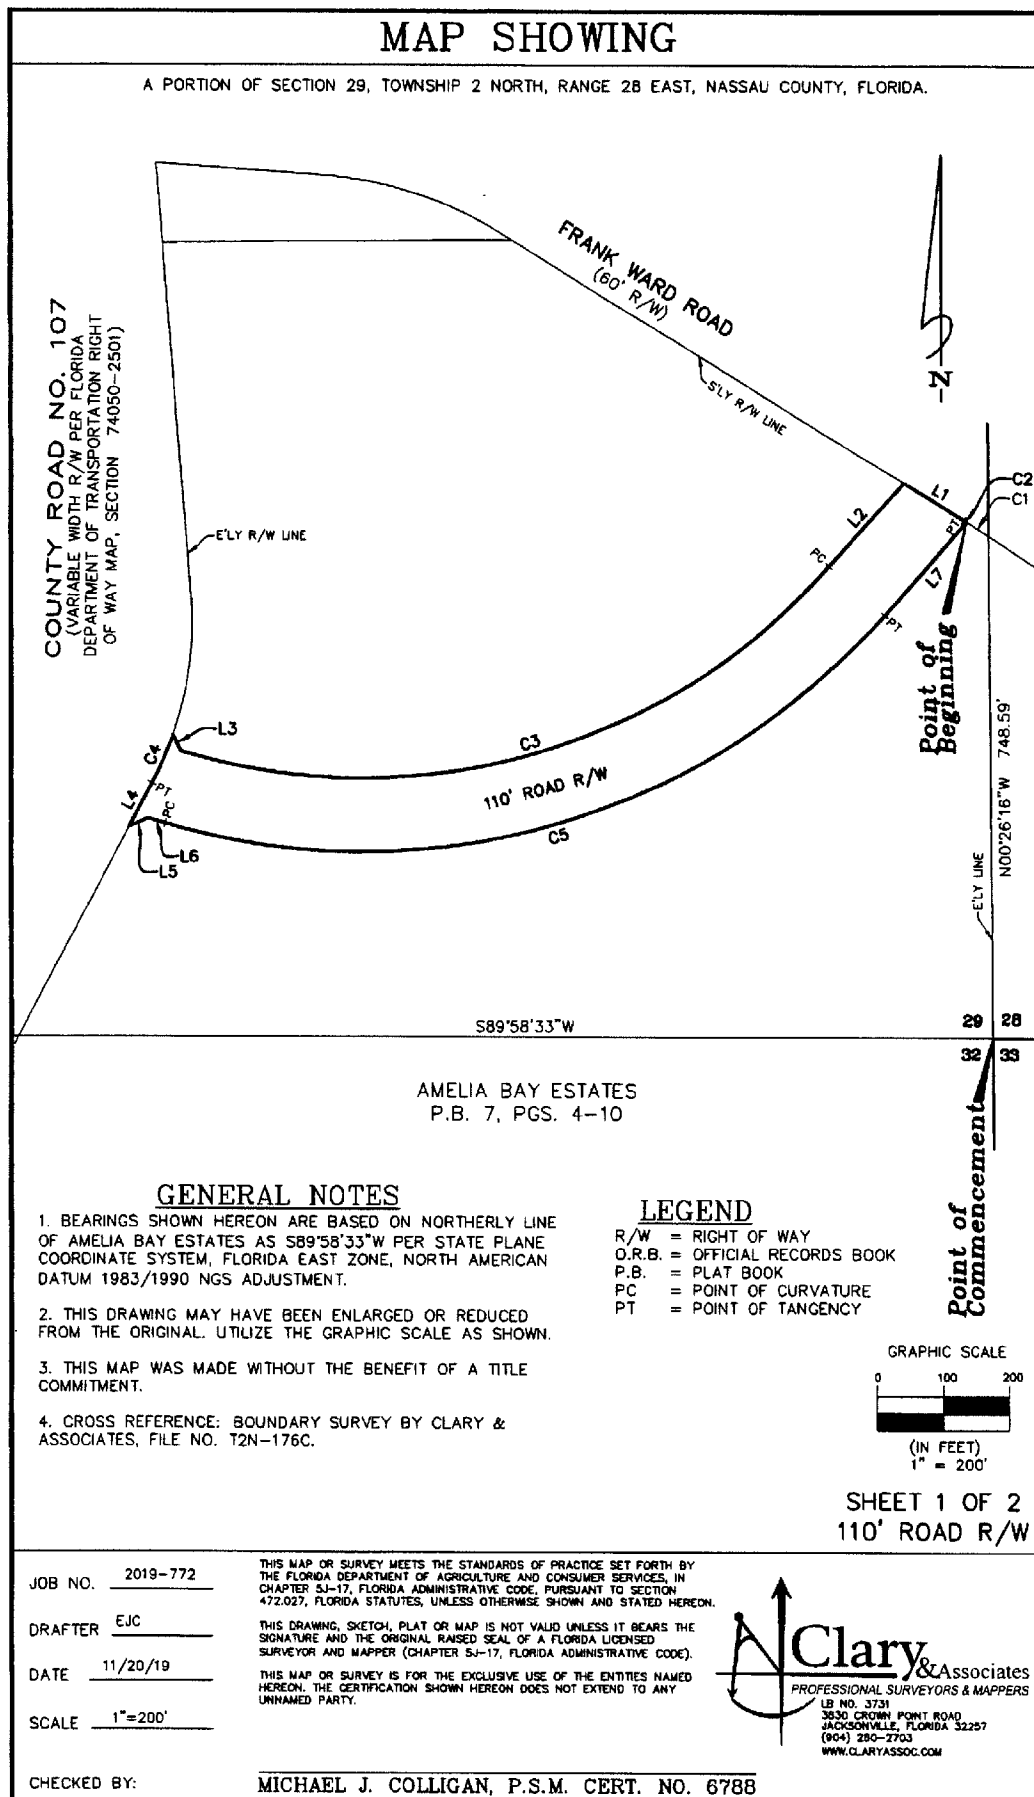 MAP SHOWING
A PORTION OF SECTION 29, TOWNSHIP 2 NORTH, RANGE 28 EAST, NASSAU COUNTY, FLORIDA.
FRANK WARD ROAD
(60' R/W)
S'LY R/W LINE
N
COUNTY ROAD NO. 107
(VARIABLE WIDTH R/W PER FLORIDA
DEPARTMENT OF TRANSPORTATION RIGHT
OF WAY MAP, SECTION 74050-2501)
E'LY R/W LINE
L1
C2
C1
L2
PT
PC
L7
PT
Point of
Beginning
N00°26'16"W 748.59'
L3
C3
C4
110' ROAD R/W
PT
L4
PC
C5
L6
L5
E'LY LINE
S89°58'33"W
29 28
32 33
AMELIA BAY ESTATES
P.B. 7, PGS. 4-10
Point of
Commencement
GENERAL NOTES
1. BEARINGS SHOWN HEREON ARE BASED ON NORTHERLY LINE
OF AMELIA BAY ESTATES AS S89°58'33"W PER STATE PLANE
COORDINATE SYSTEM, FLORIDA EAST ZONE, NORTH AMERICAN
DATUM 1983/1990 NGS ADJUSTMENT.
2. THIS DRAWING MAY HAVE BEEN ENLARGED OR REDUCED
FROM THE ORIGINAL. UTILIZE THE GRAPHIC SCALE AS SHOWN.
3. THIS MAP WAS MADE WITHOUT THE BENEFIT OF A TITLE
COMMITMENT.
4. CROSS REFERENCE: BOUNDARY SURVEY BY CLARY &
ASSOCIATES, FILE NO. T2N-176C.
LEGEND
R/W = RIGHT OF WAY
O.R.B. = OFFICIAL RECORDS BOOK
P.B. = PLAT BOOK
PC = POINT OF CURVATURE
PT = POINT OF TANGENCY
GRAPHIC SCALE
0 100 200
(IN FEET)
1" = 200'
SHEET 1 OF 2
110' ROAD R/W
JOB NO. 2019-772
DRAFTER EJC
DATE 11/20/19
SCALE 1"=200'
CHECKED BY:
THIS MAP OR SURVEY MEETS THE STANDARDS OF PRACTICE SET FORTH BY
THE FLORIDA DEPARTMENT OF AGRICULTURE AND CONSUMER SERVICES, IN
CHAPTER 5J-17, FLORIDA ADMINISTRATIVE CODE, PURSUANT TO SECTION
472.027, FLORIDA STATUTES, UNLESS OTHERWISE SHOWN AND STATED HEREON.
THIS DRAWING, SKETCH, PLAT OR MAP IS NOT VALID UNLESS IT BEARS THE
SIGNATURE AND THE ORIGINAL RAISED SEAL OF A FLORIDA LICENSED
SURVEYOR AND MAPPER (CHAPTER 5J-17, FLORIDA ADMINISTRATIVE CODE).
THIS MAP OR SURVEY IS FOR THE EXCLUSIVE USE OF THE ENTITIES NAMED
HEREON. THE CERTIFICATION SHOWN HEREON DOES NOT EXTEND TO ANY
UNNAMED PARTY.
MICHAEL J. COLLIGAN, P.S.M. CERT. NO. 6788
Clary
& Associates
PROFESSIONAL SURVEYORS & MAPPERS
LB NO. 3731
3830 CROWN POINT ROAD
JACKSONVILLE, FLORIDA 32257
(904) 260-2703
WWW.CLARYASSOC.COM